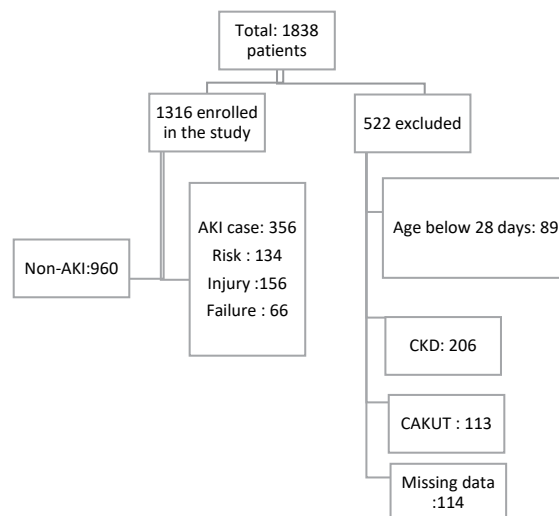 Total: 1838
patients
1316 enrolled
in the study
522 excluded
Non-AKI:960
AKI case: 356
Risk : 134
Injury :156
Failure : 66
Age below 28 days: 89
CKD: 206
CAKUT : 113
Missing data
:114